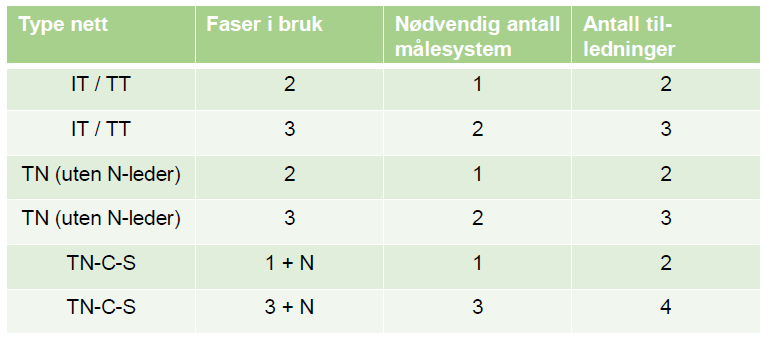 Type nett Faser i bruk Nødvendig antall målesystem Antall til-ledninger
IT / TT 2 1 2
IT / TT 3 2 3
TN (uten N-leder) 2 1 2
TN (uten N-leder) 3 2 3
TN-C-S 1 + N 1 2
TN-C-S 3 + N 3 4